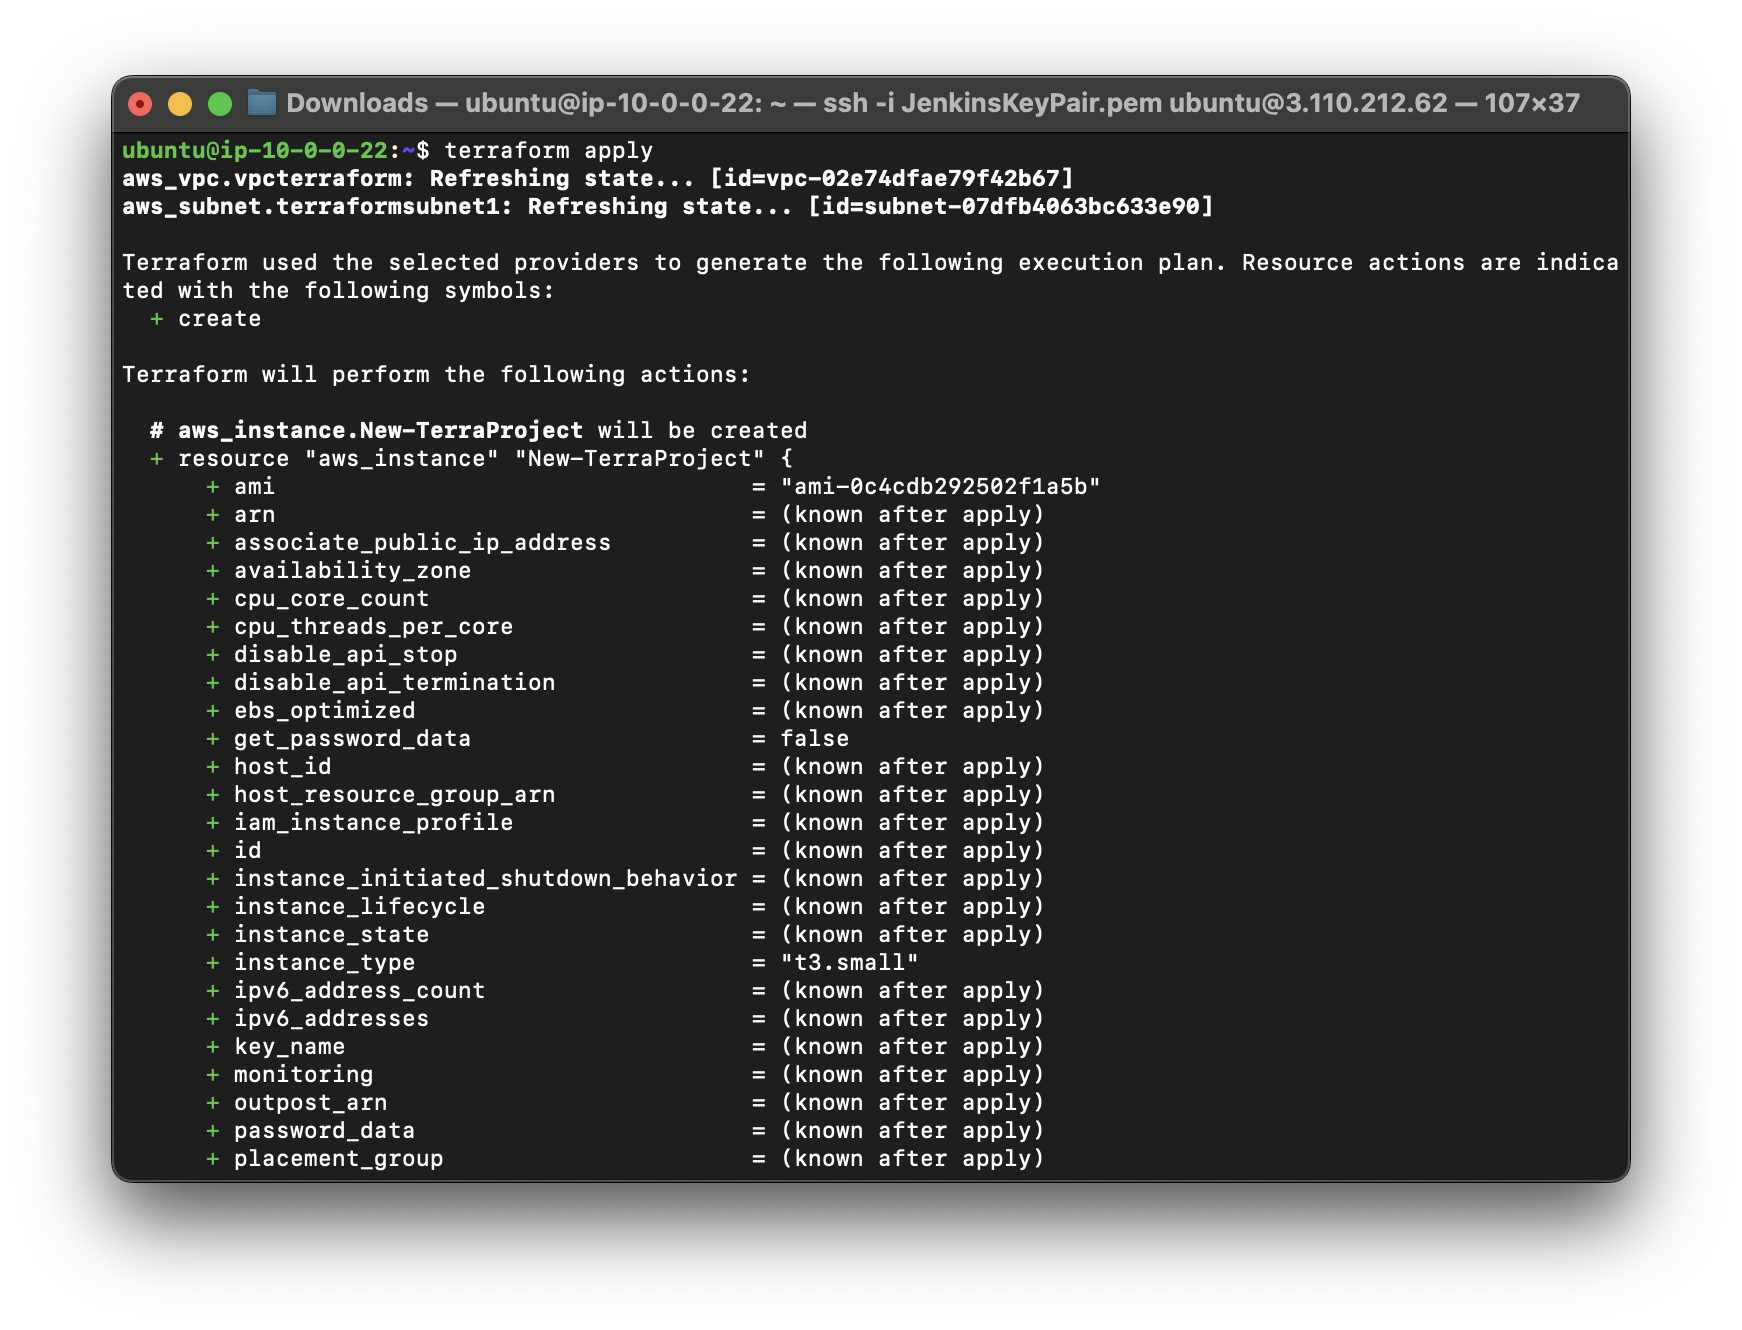 Downloads — ubuntu@ip-10-0-0-22: ~ — ssh -i JenkinsKeyPair.pem ubuntu@3.110.212.62 — 107×37
ubuntu@ip-10-0-0-22:~$ terraform apply
aws_vpc.vpcterraform: Refreshing state... [id=vpc-02e74dfae79f42b67]
aws_subnet.terraformsubnet1: Refreshing state... [id=subnet-07dfb4063bc633e90]

Terraform used the selected providers to generate the following execution plan. Resource actions are indica
ted with the following symbols:
  + create

Terraform will perform the following actions:

  # aws_instance.New-TerraProject will be created
  + resource "aws_instance" "New-TerraProject" {
      + ami                                  = "ami-0c4cdb292502f1a5b"
      + arn                                  = (known after apply)
      + associate_public_ip_address          = (known after apply)
      + availability_zone                    = (known after apply)
      + cpu_core_count                       = (known after apply)
      + cpu_threads_per_core                 = (known after apply)
      + disable_api_stop                     = (known after apply)
      + disable_api_termination              = (known after apply)
      + ebs_optimized                        = (known after apply)
      + get_password_data                    = false
      + host_id                              = (known after apply)
      + host_resource_group_arn              = (known after apply)
      + iam_instance_profile                 = (known after apply)
      + id                                   = (known after apply)
      + instance_initiated_shutdown_behavior = (known after apply)
      + instance_lifecycle                   = (known after apply)
      + instance_state                       = (known after apply)
      + instance_type                        = "t3.small"
      + ipv6_address_count                   = (known after apply)
      + ipv6_addresses                       = (known after apply)
      + key_name                             = (known after apply)
      + monitoring                           = (known after apply)
      + outpost_arn                          = (known after apply)
      + password_data                        = (known after apply)
      + placement_group                      = (known after apply)